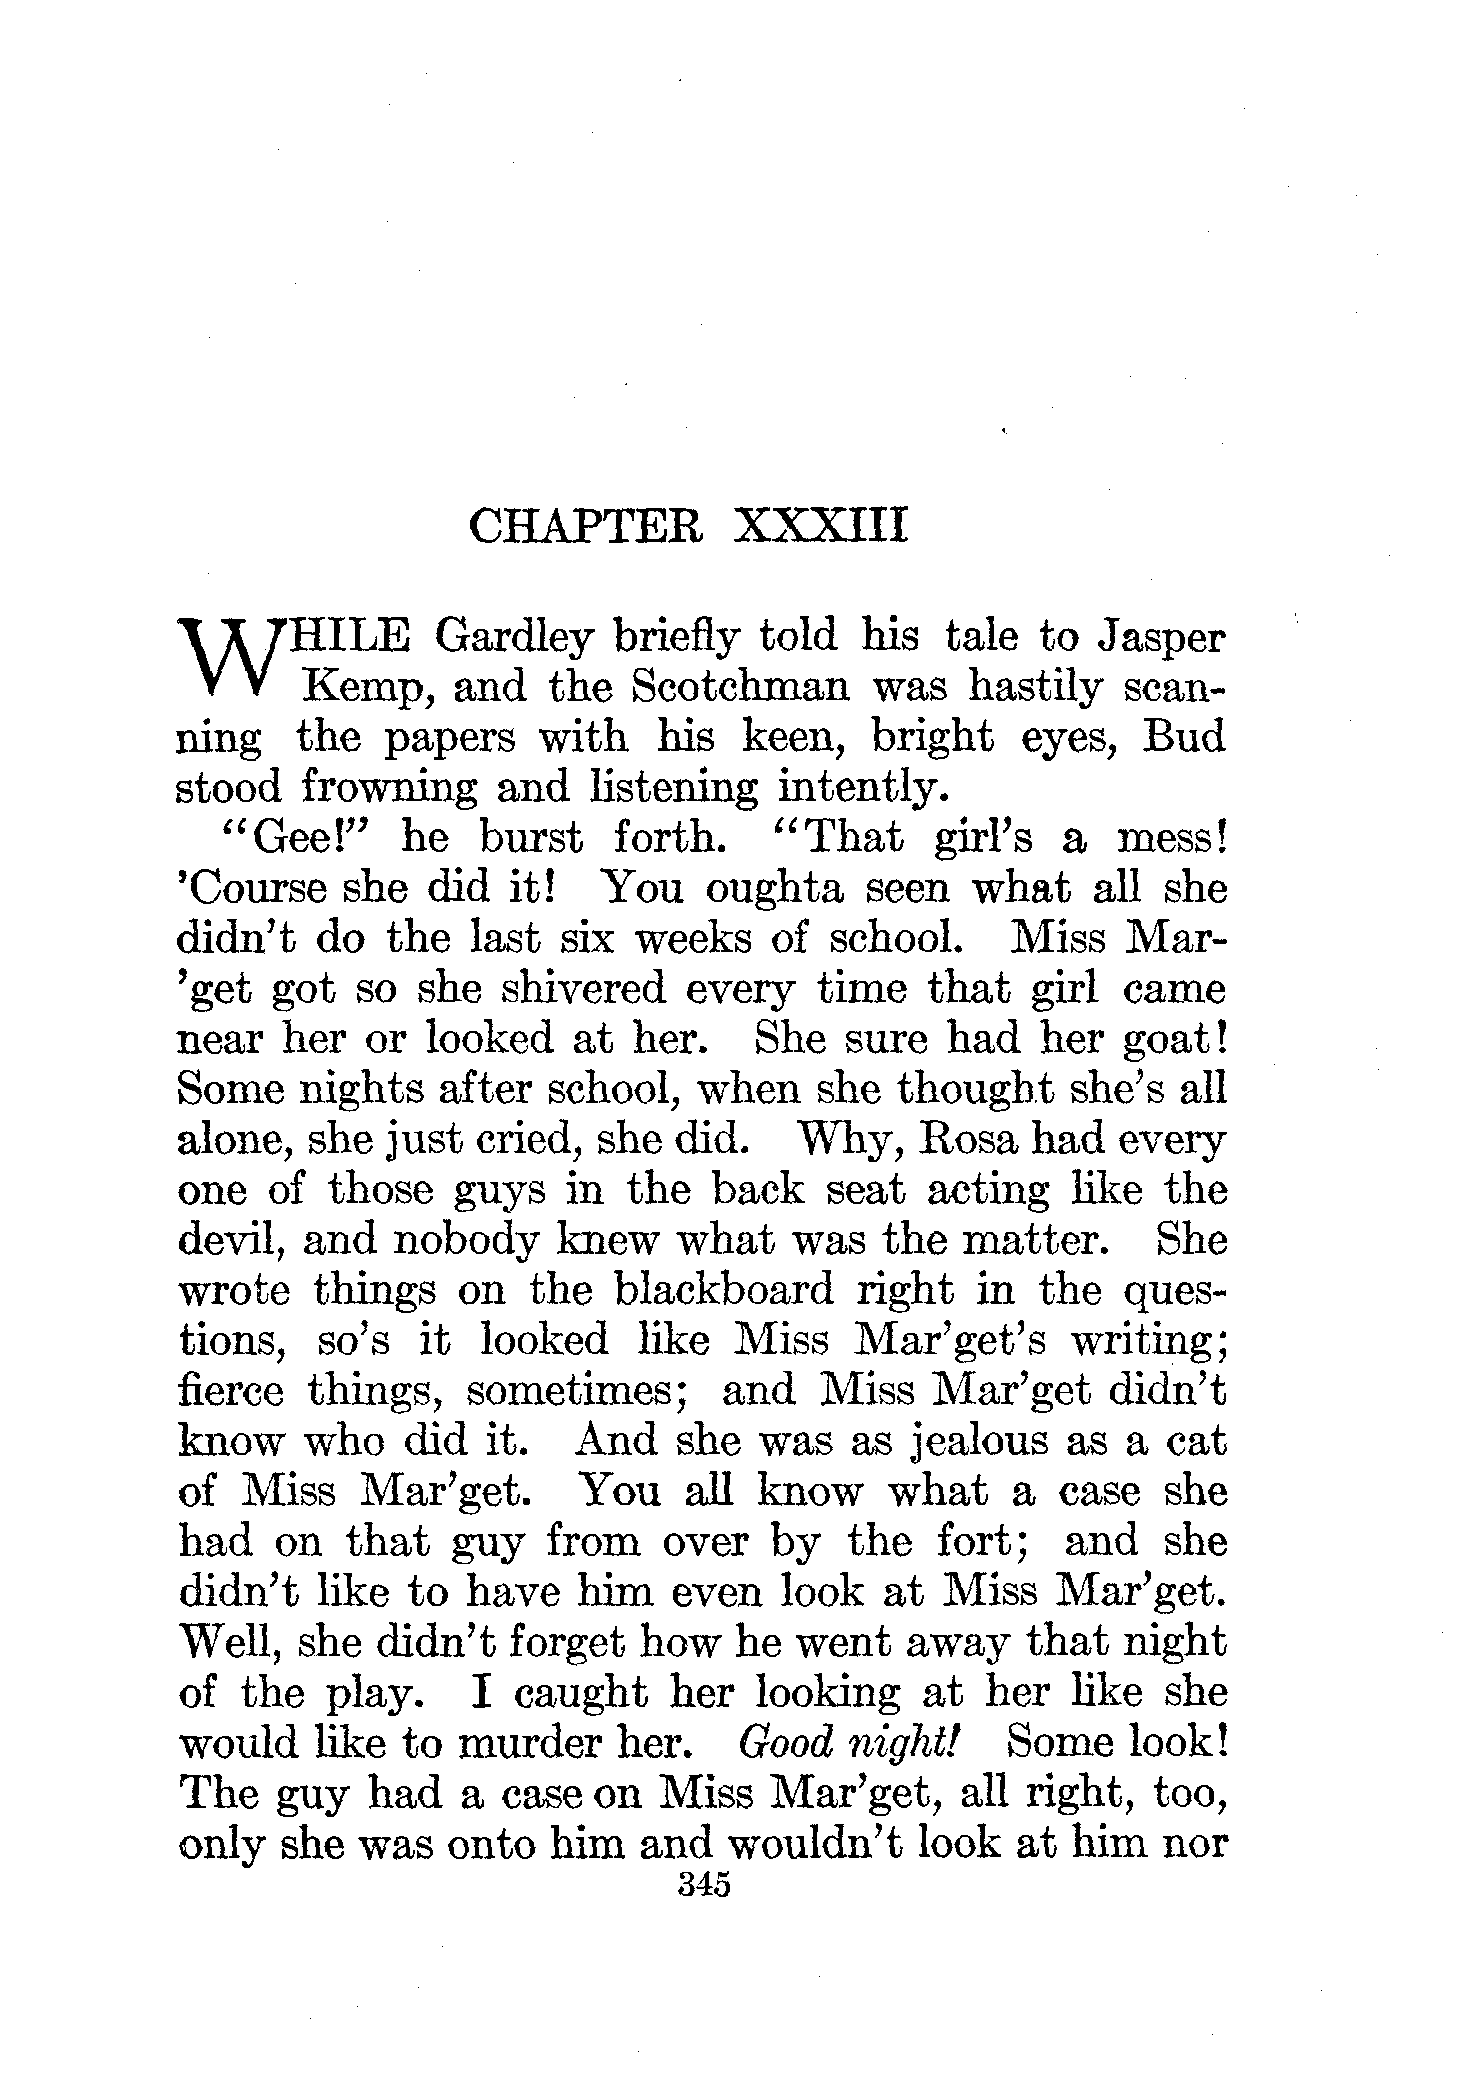 CHAPTER XXXIII
WHILE Gardley briefly told his tale to Jasper
Kemp, and the Scotchman was hastily scan-
ning the papers with his keen, bright eyes, Bud
stood frowning and listening intently.
"Gee!" he burst forth. "That girl's a mess!
'Course she did it! You oughta seen what all she
didn't do the last six weeks of school. Miss Mar-
'get got so she shivered every time that girl came
near her or looked at her. She sure had her goat!
Some nights after school, when she thought she's all
alone, she just cried, she did. Why, Rosa had every
one of those guys in the back seat acting like the
devil, and nobody knew what was the matter. She
wrote things on the blackboard right in the ques-
tions, so's it looked like Miss Mar'get's writing;
fierce things, sometimes; and Miss Mar'get didn't
know who did it. And she was as jealous as a cat
of Miss Mar'get. You all know what a case she
had on that guy from over by the fort; and she
didn't like to have him even look at Miss Mar'get.
Well, she didn't forget how he went away that night
of the play. I caught her looking at her like she
would like to murder her. Good night! Some look!
The guy had a case on Miss Mar'get, all right, too,
only she was onto him and wouldn't look at him nor
345